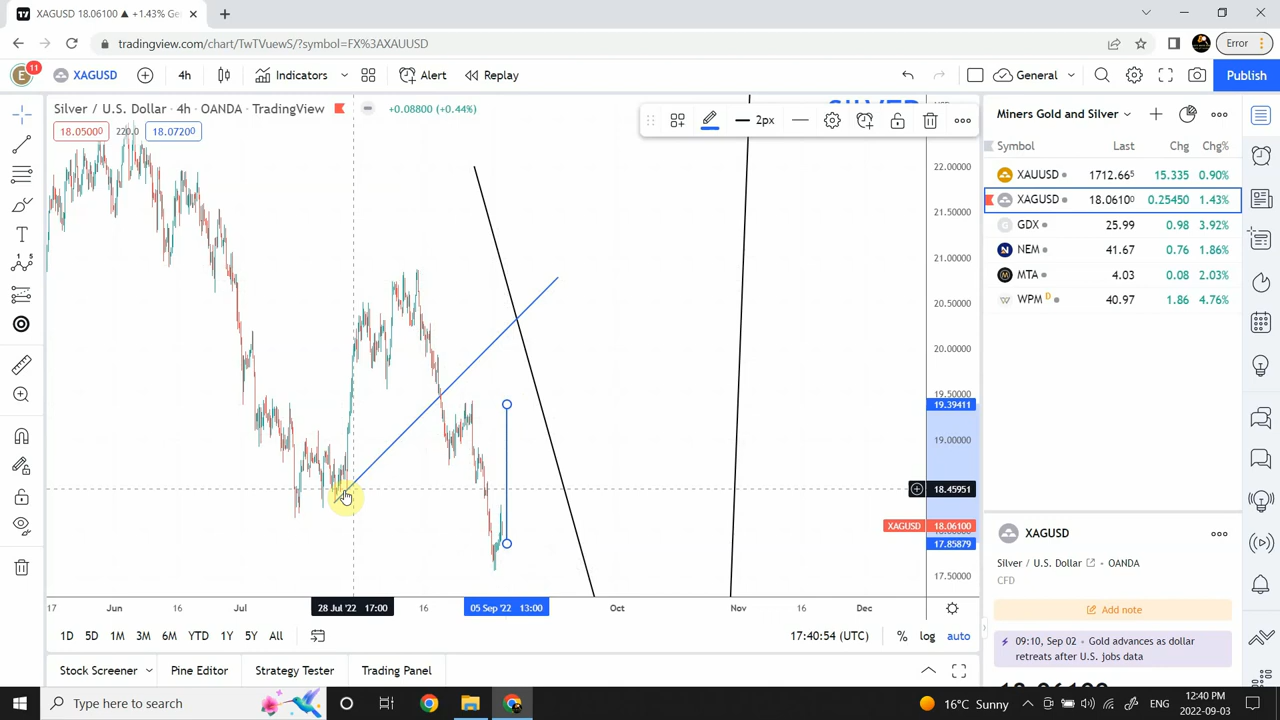 XAGUSD 18.06100 ▲ +1.43% Ge
tradingview.com/chart/TwTVuewS/?symbol=FX%3AXAUUSD
Error
E
11
XAGUSD
4h
Indicators
Alert
Replay
General
Publish
Silver / U.S. Dollar • 4h • OANDA • TradingView
+0.08800 (+0.44%)
18.05000
220.0
18.07200
SILVER
2px
22.00000
21.50000
21.00000
20.50000
20.00000
19.50000
19.39411
19.00000
18.45951
XAGUSD 18.06100
17.85879
17.50000
17
Jun
16
Jul
28 Jul '22 17:00
16
05 Sep '22 13:00
Oct
Nov
16
Dec
1D 5D 1M 3M 6M YTD 1Y 5Y All
17:40:54 (UTC)
% log auto
Stock Screener
Pine Editor
Strategy Tester
Trading Panel
Miners Gold and Silver
Symbol Last Chg Chg%
XAUUSD 1712.665 15.335 0.90%
XAGUSD 18.06100 0.25450 1.43%
GDX 25.99 0.98 3.92%
NEM 41.67 0.76 1.86%
MTA 4.03 0.08 2.03%
WPM D 40.97 1.86 4.76%
XAGUSD
Silver / U.S. Dollar • OANDA
CFD
Add note
09:10, Sep 02 • Gold advances as dollar
retreats after U.S. jobs data
Type here to search
16°C Sunny
ENG
12:40 PM
2022-09-03